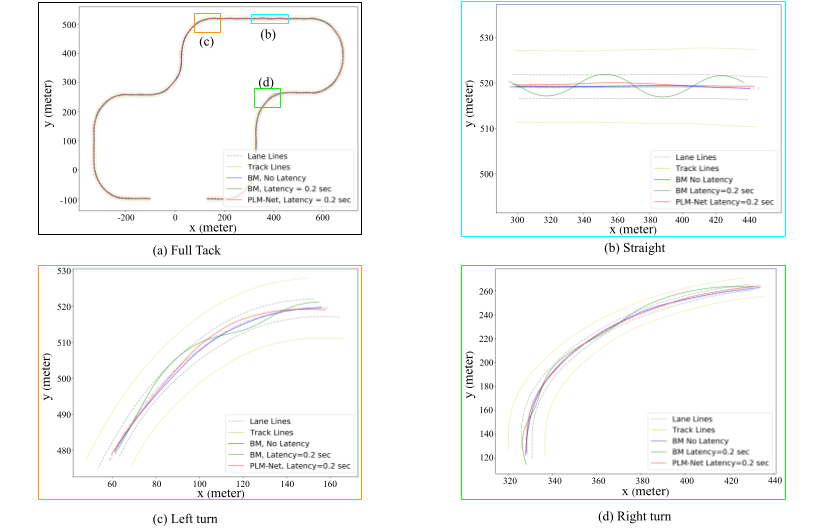 500
400
300
200
100
0
-100
y (meter)
(c)
(b)
(d)
Lane Lines
Track Lines
BM, No Latency
BM, Latency = 0.2 sec
PLM-Net, Latency = 0.2 sec
-200 0 200 400 600
x (meter)
(a) Full Tack
530
520
510
500
y (meter)
Lane Lines
Track Lines
BM No Latency
BM Latency=0.2 sec
PLM-Net Latency=0.2 sec
300 320 340 360 380 400 420 440
x (meter)
(b) Straight
530
520
510
500
490
480
y (meter)
Lane Lines
Track Lines
BM, No Latency
BM, Latency=0.2 sec
PLM-Net, Latency=0.2 sec
60 80 100 120 140 160
x (meter)
(c) Left turn
260
240
220
200
180
160
140
120
y (meter)
Lane Lines
Track Lines
BM No Latency
BM Latency=0.2 sec
PLM-Net Latency=0.2 sec
320 340 360 380 400 420 440
x (meter)
(d) Right turn